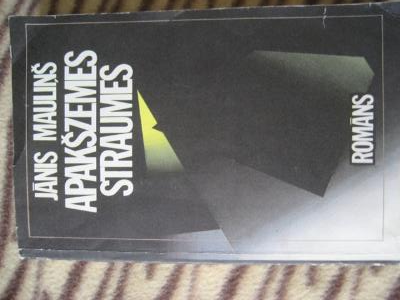 JĀNIS MAULIŅŠ
APAKŠZEMES
STRAUMES
ROMĀNS